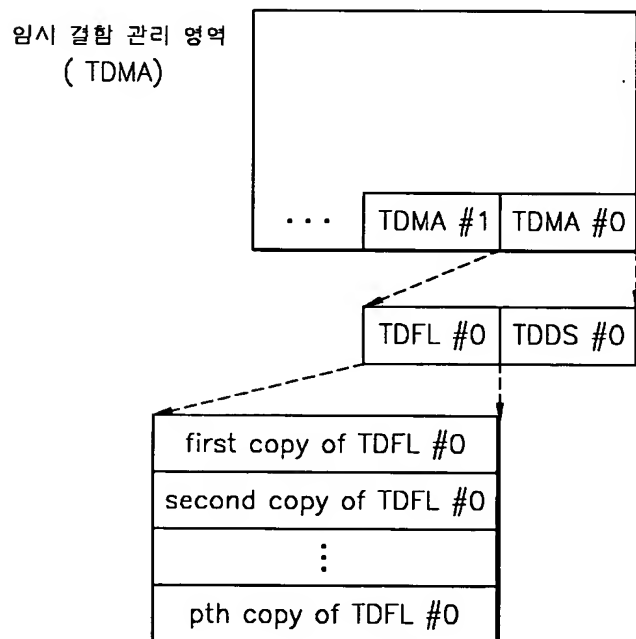 임시 결함 관리 영역
( TDMA)
... TDMA #1 TDMA #0
TDFL #0 TDDS #0
first copy of TDFL #0
second copy of TDFL #0
⋮
pth copy of TDFL #0